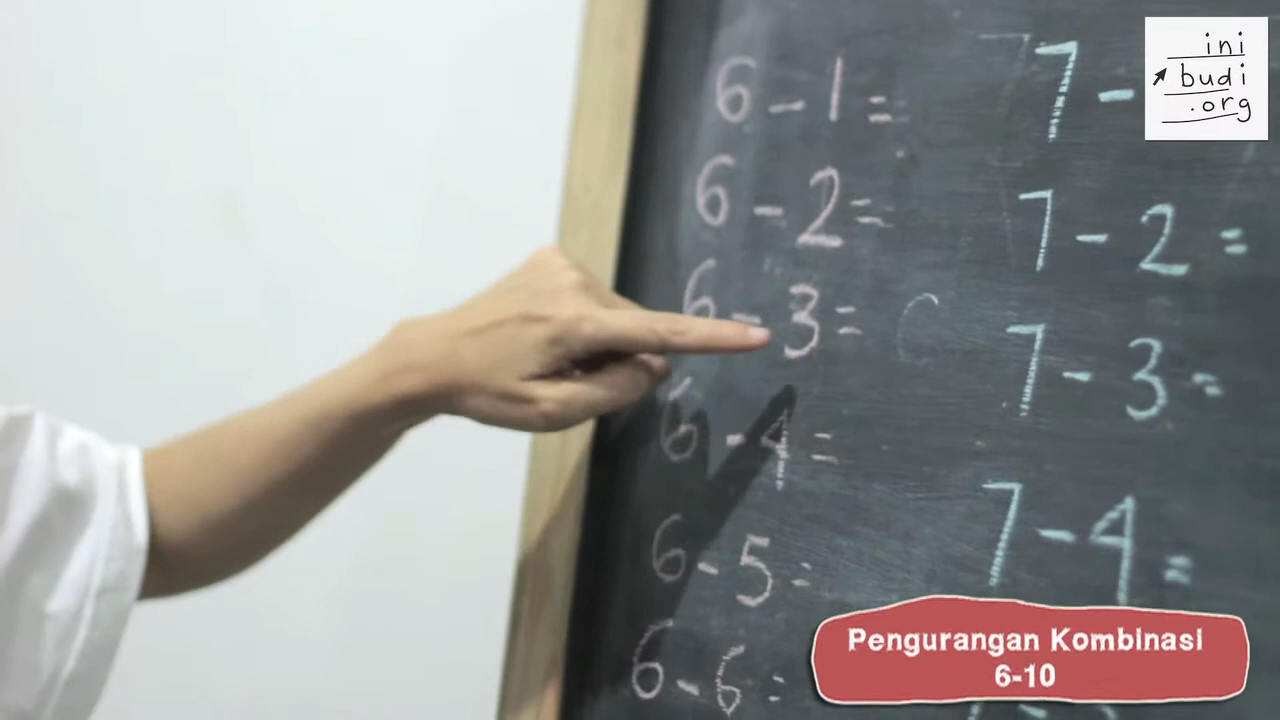 6 - 1 =
6 - 2 =
6 - 3 =
6 - 4 =
6 - 5 =
6 - 6 =
7 -
7 - 2 =
7 - 3 =
7 - 4 =
ini
budi
.org
Pengurangan Kombinasi
6-10